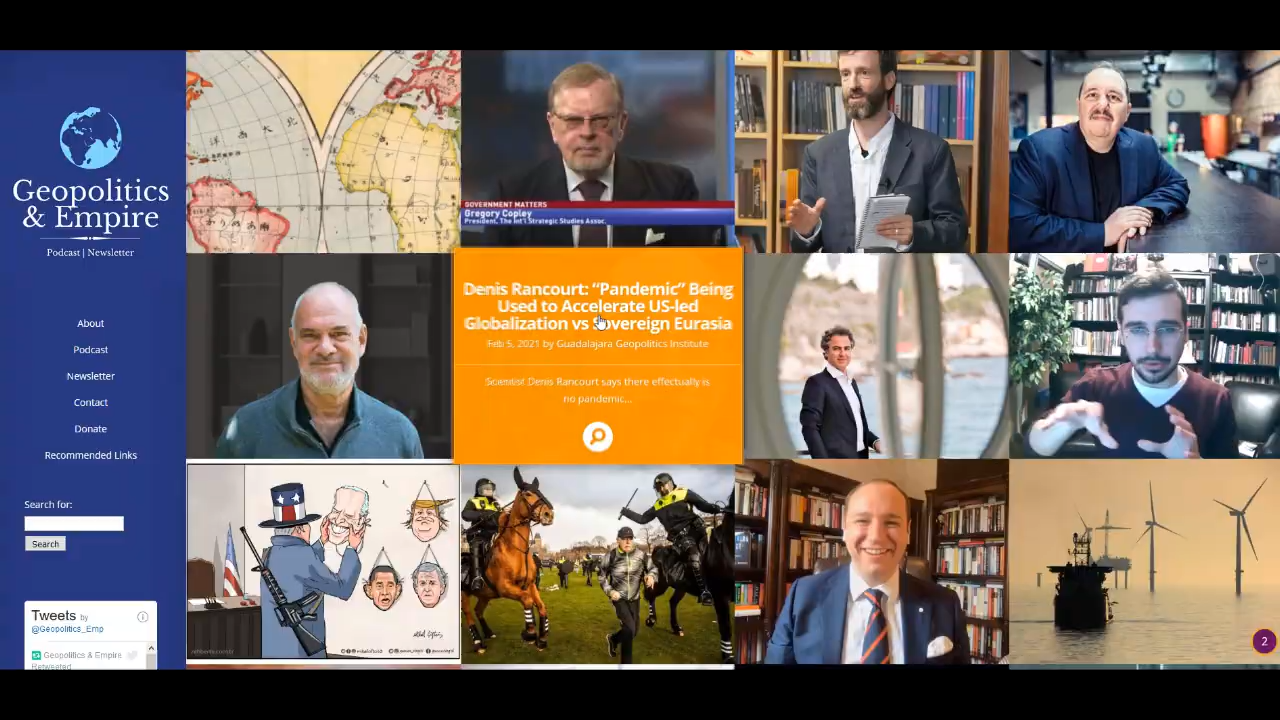 Geopolitics
& Empire
Podcast | Newsletter
About
Podcast
Newsletter
Contact
Donate
Recommended Links
Search for:
Search
Tweets by
@Geopolitics_Emp
Geopolitics & Empire
Retweeted
GOVERNMENT MATTERS
Gregory Copley
President, The Int'l Strategic Studies Assoc.
Denis Rancourt: “Pandemic” Being
Used to Accelerate US-led
Globalization vs Sovereign Eurasia
Feb 5, 2021 by Guadalajara Geopolitics Institute
Scientist Denis Rancourt says there effectually is
no pandemic...
2